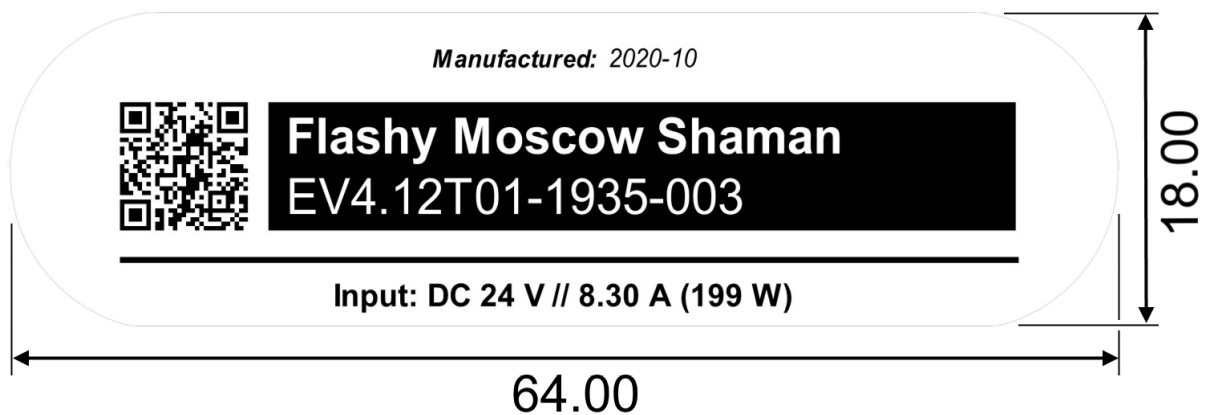 Manufactured: 2020-10
Flashy Moscow Shaman
EV4.12T01-1935-003
Input: DC 24 V // 8.30 A (199 W)
18.00
64.00